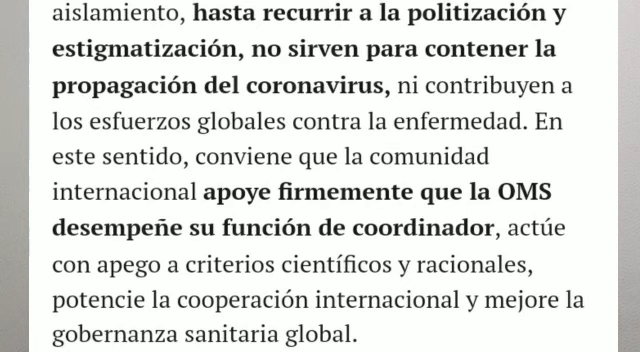 aislamiento, hasta recurrir a la politización y
estigmatización, no sirven para contener la
propagación del coronavirus, ni contribuyen a
los esfuerzos globales contra la enfermedad. En
este sentido, conviene que la comunidad
internacional apoye firmemente que la OMS
desempeñe su función de coordinador, actúe
con apego a criterios científicos y racionales,
potencie la cooperación internacional y mejore la
gobernanza sanitaria global.